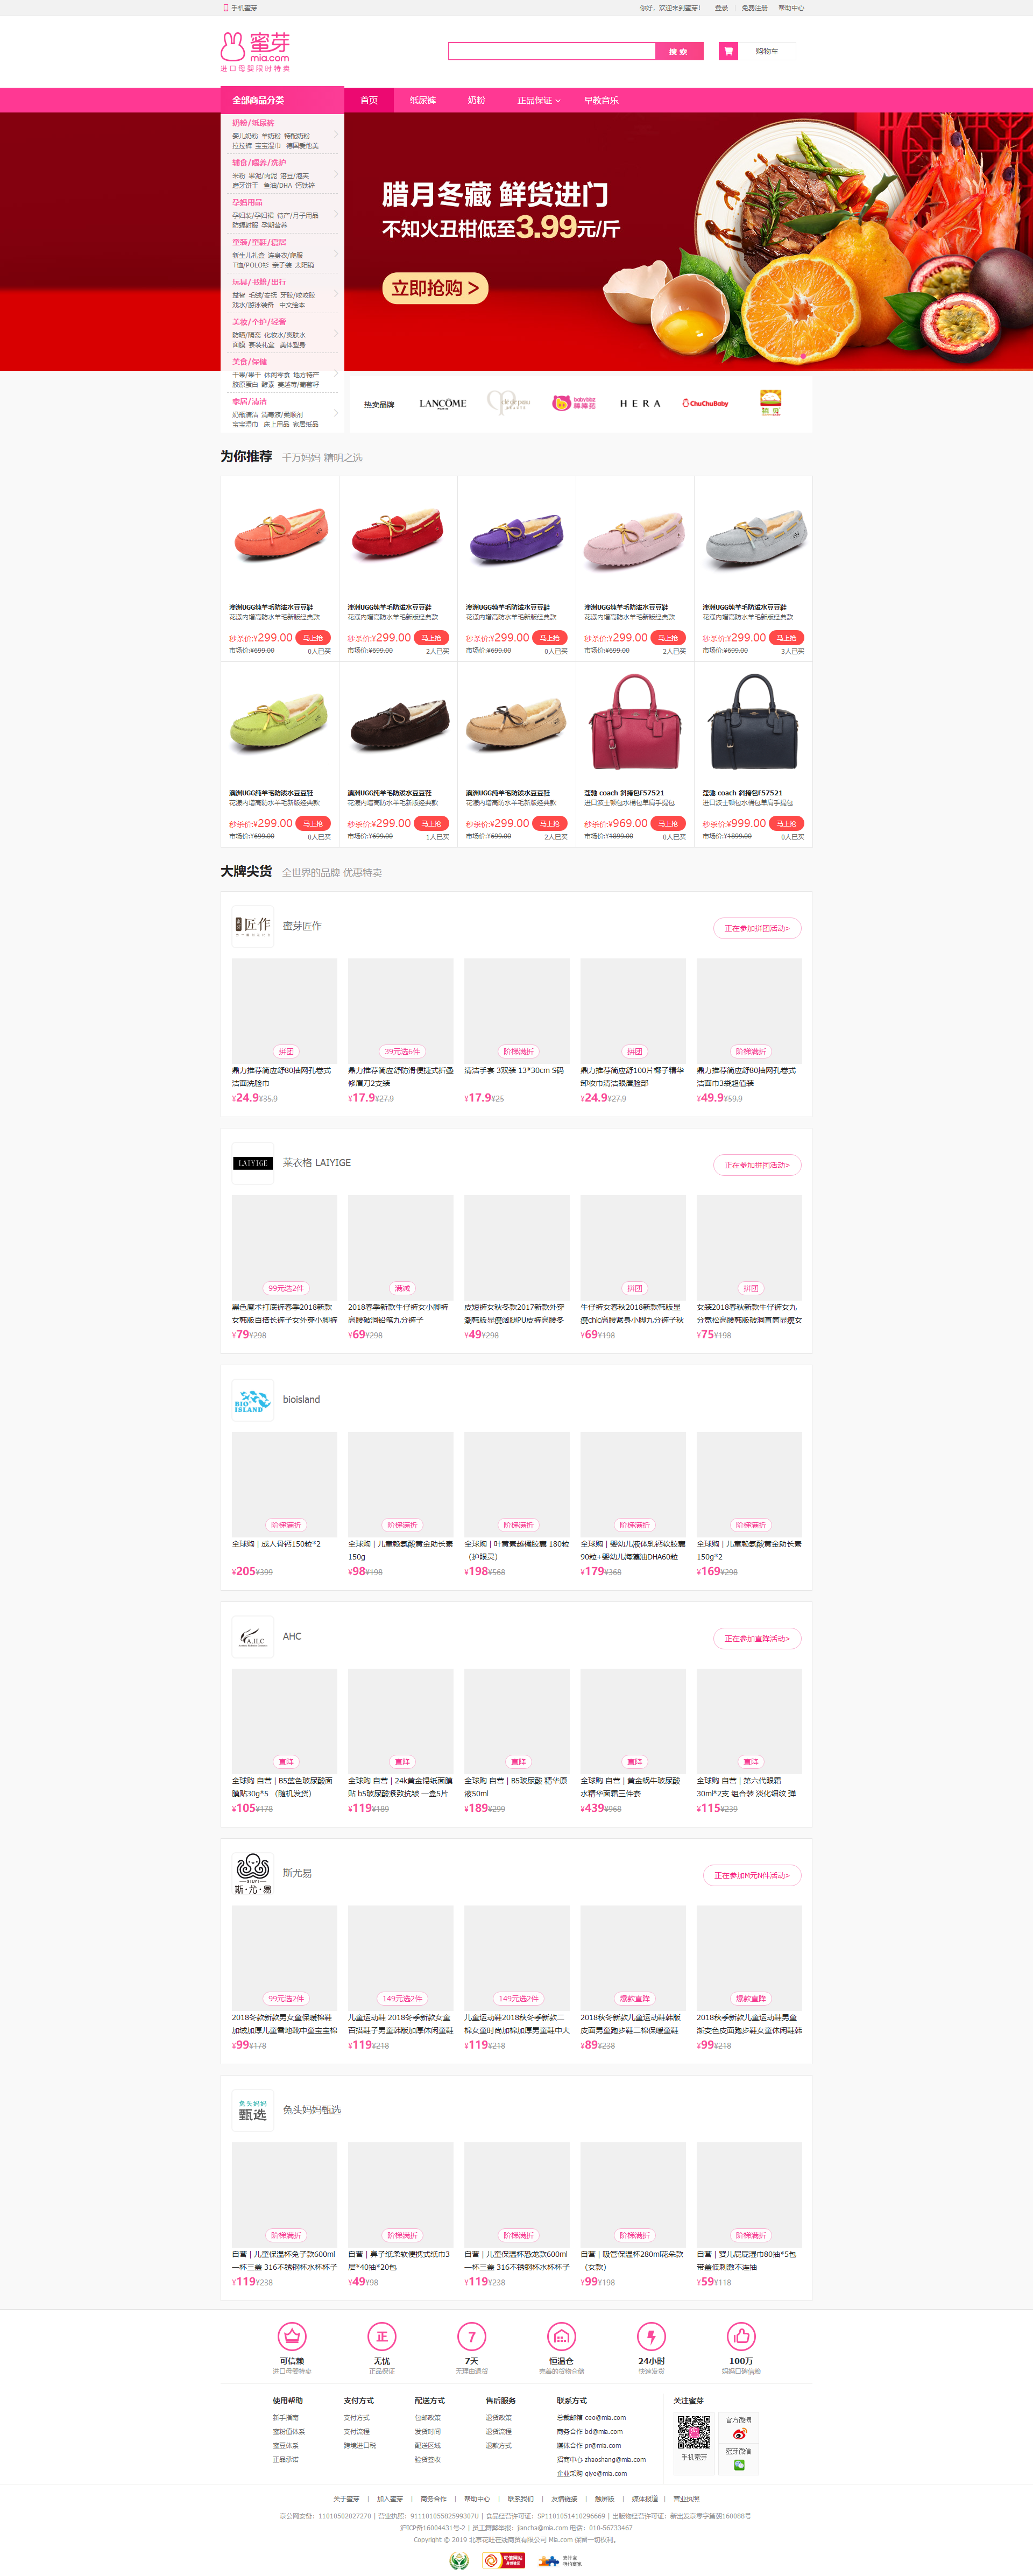 手机蜜芽
你好，欢迎来到蜜芽！ 登录 免费注册 帮助中心
蜜芽
mia.com
进口母婴限时特卖
搜 索
购物车
全部商品分类 首页 纸尿裤 奶粉 正品保证 早教音乐
奶粉/纸尿裤
婴儿奶粉 羊奶粉 特配奶粉
拉拉裤 宝宝湿巾 德国爱他美
辅食/喂养/洗护
米粉 果泥/肉泥 溶豆/泡芙
磨牙饼干 鱼油/DHA 钙铁锌
孕妈用品
孕妇装/孕妇裙 待产/月子用品
防辐射服 孕期营养
童装/童鞋/寝居
新生儿礼盒 连身衣/爬服
T恤/POLO衫 亲子装 太阳镜
玩具/书籍/出行
益智 毛绒/安抚 牙胶/咬咬胶
戏水/游泳装备 中文绘本
美妆/个护/轻奢
防晒/隔离 化妆水/爽肤水
面膜 套装礼盒 美体塑身
美食/保健
干果/果干 休闲零食 地方特产
胶原蛋白 酵素 蔓越莓/葡萄籽
家居/清洁
奶瓶清洁 消毒液/柔顺剂
宝宝湿巾 床上用品 家居纸品
腊月冬藏 鲜货进门
不知火丑柑低至3.99元/斤
立即抢购 >
热卖品牌 LANCÔME PARIS HERA ChuChuBaby
为你推荐 千万妈妈 精明之选
澳洲UGG纯羊毛防泼水豆豆鞋 澳洲UGG纯羊毛防泼水豆豆鞋 澳洲UGG纯羊毛防泼水豆豆鞋 澳洲UGG纯羊毛防泼水豆豆鞋 澳洲UGG纯羊毛防泼水豆豆鞋
花漾内增高防水羊毛新版经典款 花漾内增高防水羊毛新版经典款 花漾内增高防水羊毛新版经典款 花漾内增高防水羊毛新版经典款 花漾内增高防水羊毛新版经典款
秒杀价:¥299.00 马上抢 秒杀价:¥299.00 马上抢 秒杀价:¥299.00 马上抢 秒杀价:¥299.00 马上抢 秒杀价:¥299.00 马上抢
市场价:¥699.00 0人已买 市场价:¥699.00 2人已买 市场价:¥699.00 0人已买 市场价:¥699.00 2人已买 市场价:¥699.00 3人已买
澳洲UGG纯羊毛防泼水豆豆鞋 澳洲UGG纯羊毛防泼水豆豆鞋 澳洲UGG纯羊毛防泼水豆豆鞋 蔻驰 coach 斜挎包F57521 蔻驰 coach 斜挎包F57521
花漾内增高防水羊毛新版经典款 花漾内增高防水羊毛新版经典款 花漾内增高防水羊毛新版经典款 进口波士顿包水桶包单肩手提包 进口波士顿包水桶包单肩手提包
秒杀价:¥299.00 马上抢 秒杀价:¥299.00 马上抢 秒杀价:¥299.00 马上抢 秒杀价:¥969.00 马上抢 秒杀价:¥999.00 马上抢
市场价:¥699.00 0人已买 市场价:¥699.00 1人已买 市场价:¥699.00 2人已买 市场价:¥1899.00 0人已买 市场价:¥1899.00 0人已买
大牌尖货 全世界的品牌 优惠特卖
匠作 蜜芽匠作 正在参加拼团活动>
拼团 39元选6件 阶梯满折 拼团 阶梯满折
鼎力推荐简应舒80抽网孔卷式 鼎力推荐简应舒防滑便携式折叠 清洁手套 3双装 13*30cm S码 鼎力推荐简应舒100片椰子精华 鼎力推荐简应舒80抽网孔卷式
洁面洗脸巾 修眉刀2支装 卸妆巾清洁眼唇脸部 洁面巾3袋超值装
¥24.9¥35.9 ¥17.9¥27.9 ¥17.9¥25 ¥24.9¥27.9 ¥49.9¥59.9
LAIYIGE 莱衣格 LAIYIGE 正在参加拼团活动>
99元选2件 满减 拼团 拼团
黑色魔术打底裤春季2018新款 2018春季新款牛仔裤女小脚裤 皮短裤女秋冬款2017新款外穿 牛仔裤女春秋2018新款韩版显 女装2018春秋新款牛仔裤女九
女韩版百搭长裤子女外穿小脚裤 高腰破洞铅笔九分裤子 潮韩版显瘦阔腿PU皮裤高腰冬 瘦chic高腰紧身小脚九分裤子秋 分宽松高腰韩版破洞直筒显瘦女
¥79¥298 ¥69¥298 ¥49¥298 ¥69¥198 ¥75¥198
BIO ISLAND bioisland
阶梯满折 阶梯满折 阶梯满折 阶梯满折 阶梯满折
全球购 | 成人骨钙150粒*2 全球购 | 儿童赖氨酸黄金助长素 全球购 | 叶黄素越橘胶囊 180粒 全球购 | 婴幼儿液体乳钙软胶囊 全球购 | 儿童赖氨酸黄金助长素
150g （护眼灵） 90粒+婴幼儿海藻油DHA60粒 150g*2
¥205¥399 ¥98¥198 ¥198¥568 ¥179¥368 ¥169¥298
A.H.C AHC 正在参加直降活动>
直降 直降 直降 直降 直降
全球购 自营 | B5蓝色玻尿酸面 全球购 自营 | 24k黄金锡纸面膜 全球购 自营 | B5玻尿酸 精华原 全球购 自营 | 黄金蜗牛玻尿酸 全球购 自营 | 第六代眼霜
膜贴30g*5 （随机发货） 贴 b5玻尿酸紧致抗皱 一盒5片 液50ml 水精华面霜三件套 30ml*2支 组合装 淡化细纹 弹
¥105¥178 ¥119¥189 ¥189¥299 ¥439¥968 ¥115¥239
斯·尤·易 斯尤易 正在参加M元N件活动>
99元选2件 149元选2件 149元选2件 爆款直降 爆款直降
2018冬款新款男女童保暖棉鞋 儿童运动鞋 2018冬季新款女童 儿童运动鞋2018秋冬季新款二 2018秋冬新款儿童运动鞋韩版 2018秋季新款儿童运动鞋男童
加绒加厚儿童雪地靴中童宝宝棉 百搭鞋子男童韩版加厚休闲童鞋 棉女童时尚加棉加厚男童鞋中大 皮面男童跑步鞋二棉保暖童鞋 渐变色皮面跑步鞋女童休闲鞋韩
¥99¥178 ¥119¥218 ¥119¥218 ¥89¥238 ¥99¥218
兔头妈妈 甄选 兔头妈妈甄选
阶梯满折 阶梯满折 阶梯满折 阶梯满折 阶梯满折
自营 | 儿童保温杯兔子款600ml 自营 | 鼻子纸柔软便携式纸巾3 自营 | 儿童保温杯恐龙款600ml 自营 | 吸管保温杯280ml花朵款 自营 | 婴儿屁屁湿巾80抽*5包
一杯三盖 316不锈钢杯水杯杯子 层*40抽*20包 一杯三盖 316不锈钢杯水杯杯子 （女款） 带盖低刺激不连抽
¥119¥238 ¥49¥98 ¥119¥238 ¥99¥198 ¥59¥118
正 7
可信赖 无忧 7天 恒温仓 24小时 100万
进口母婴特卖 正品保证 无理由退货 完美的货物仓储 快速发货 妈妈口碑信赖
使用帮助 支付方式 配送方式 售后服务 联系方式 关注蜜芽
新手指南 支付方式 包邮政策 退货政策 总裁邮箱 ceo@mia.com 官方微博
蜜粉值体系 支付流程 发货时间 退货流程 商务合作 bd@mia.com
蜜豆体系 跨境进口税 配送区域 退款方式 媒体合作 pr@mia.com 蜜芽微信
正品承诺 验货签收 招商中心 zhaoshang@mia.com 手机蜜芽
企业采购 qiye@mia.com
关于蜜芽 | 加入蜜芽 | 商务合作 | 帮助中心 | 联系我们 | 友情链接 | 触屏版 | 媒体报道 | 营业执照
京公网安备：11010502027270 | 营业执照：91110105582599307U | 食品经营许可证：SP1101051410296669 | 出版物经营许可证：新出发京零字第朝160088号
沪ICP备16004431号-2 | 员工舞弊举报：jiancha@mia.com 电话：010-56733467
Copyright © 2019 北京花旺在线商贸有限公司 Mia.com 保留一切权利。
可信网站
支付宝
特约商家